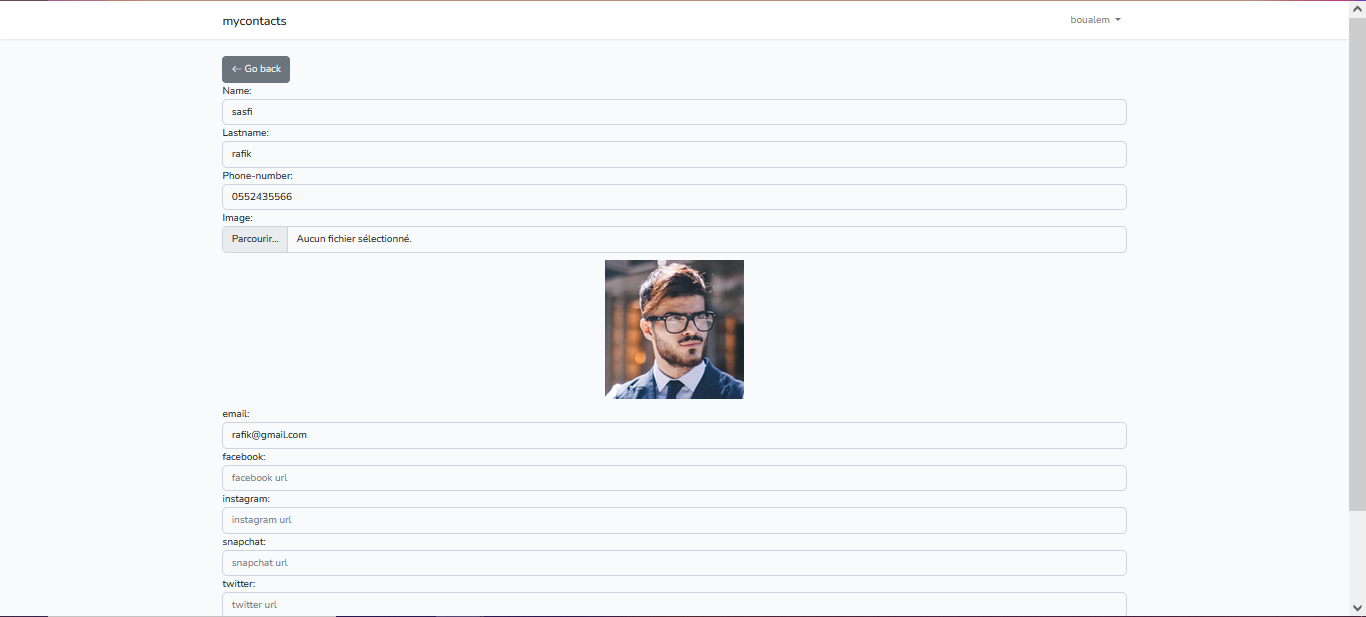 mycontacts
boualem
← Go back
Name:
sasfi
Lastname:
rafik
Phone-number:
0552435566
Image:
Parcourir... Aucun fichier sélectionné.
email:
rafik@gmail.com
facebook:
facebook url
instagram:
instagram url
snapchat:
snapchat url
twitter:
twitter url